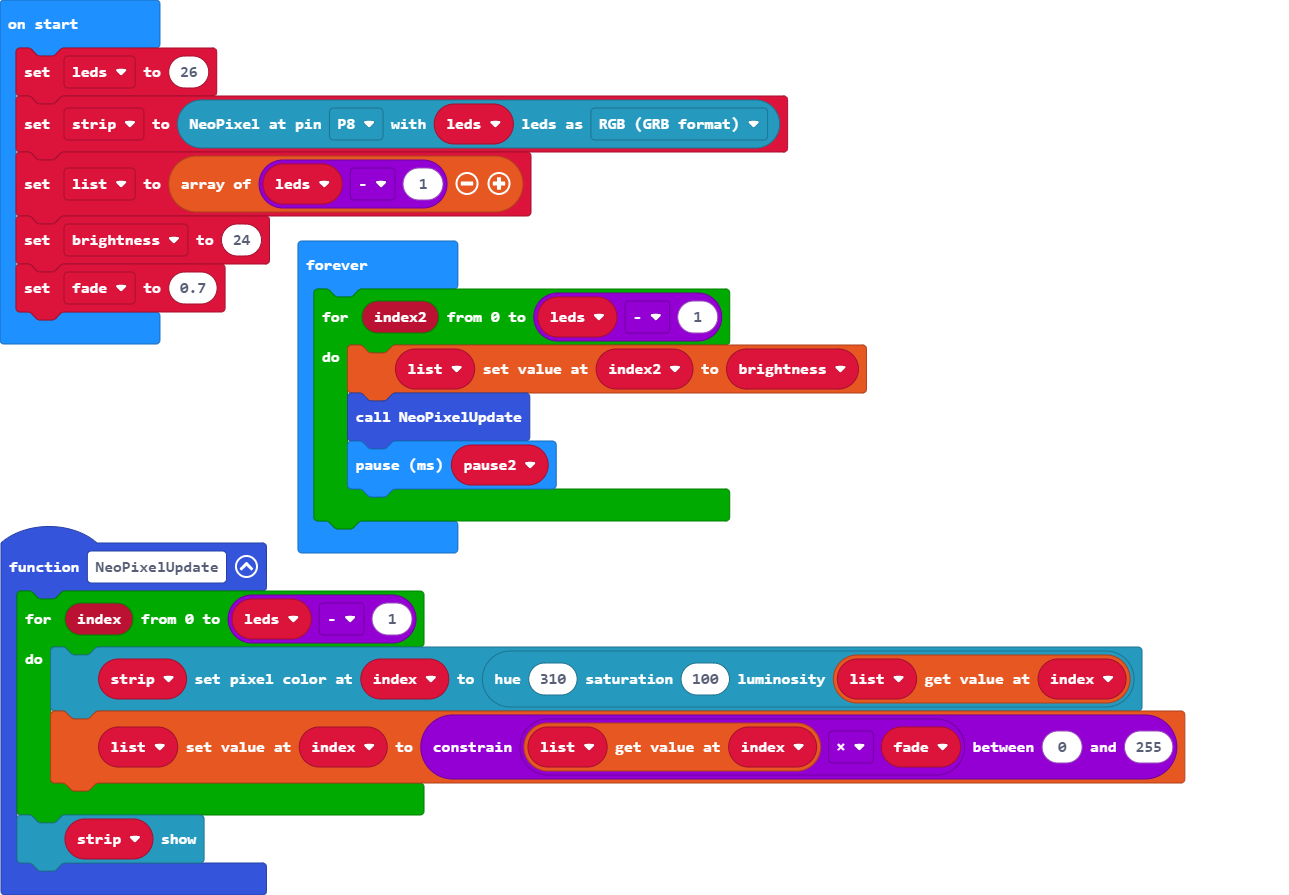 on start
set leds to 26
set strip to NeoPixel at pin P8 with leds leds as RGB (GRB format)
set list to array of leds - 1
set brightness to 24
set fade to 0.7
forever
for index2 from 0 to leds - 1
do
list set value at index2 to brightness
call NeoPixelUpdate
pause (ms) pause2
function NeoPixelUpdate
for index from 0 to leds - 1
do
strip set pixel color at index to hue 310 saturation 100 luminosity list get value at index
list set value at index to constrain list get value at index × fade between 0 and 255
strip show